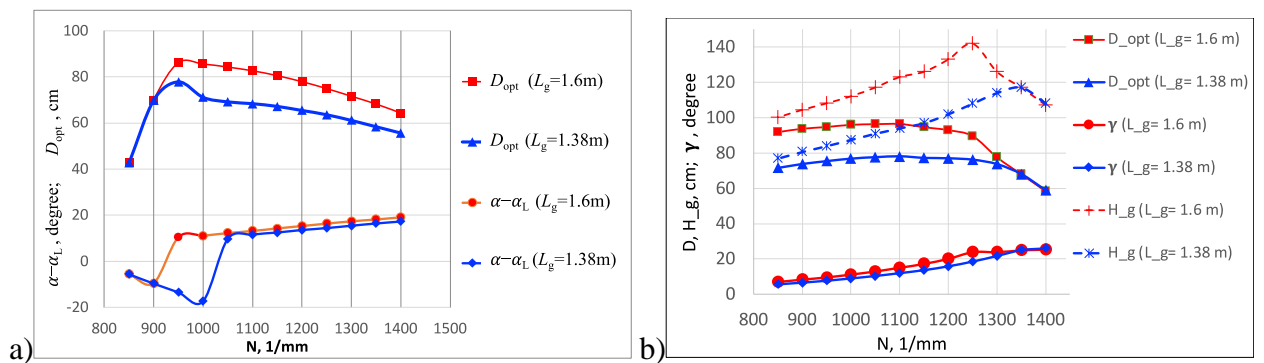 100
80
60
40
20
0
-20
α−α_L , degree;   D_opt , cm
800 900 1000 1100 1200 1300 1400 1500
N, 1/mm
D_opt (L_g=1.6m)
D_opt (L_g=1.38m)
α−α_L (L_g=1.6m)
α−α_L (L_g=1.38m)
a)
140
120
100
80
60
40
20
0
D, H_g, cm; γ , degree
800 900 1000 1100 1200 1300 1400
N, 1/mm
D_opt (L_g= 1.6 m)
D_opt (L_g= 1.38 m)
γ (L_g= 1.6 m)
γ (L_g= 1.38 m)
H_g (L_g= 1.6 m)
H_g (L_g= 1.38 m)
b)